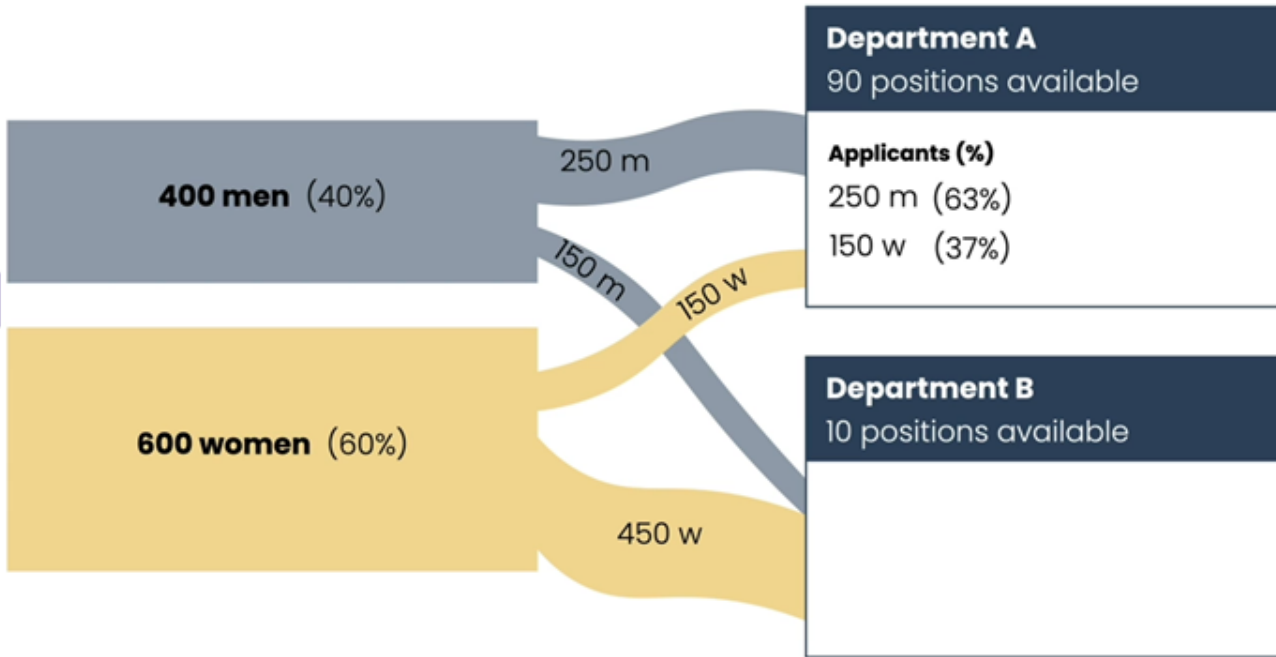 400 men (40%)
600 women (60%)
250 m
150 m
150 w
450 w
Department A
90 positions available
Applicants (%)
250 m (63%)
150 w (37%)
Department B
10 positions available